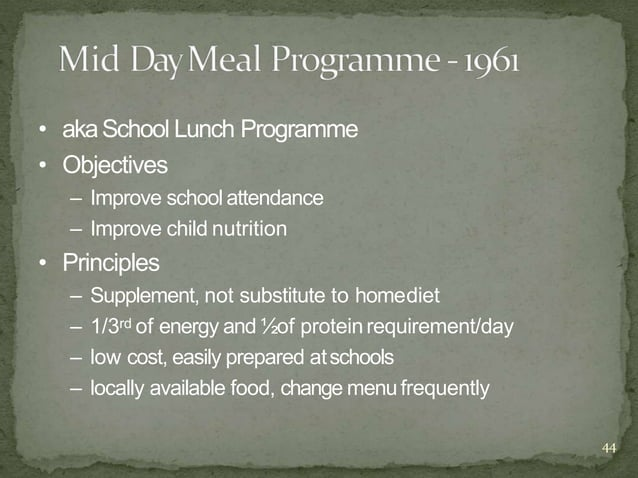 Mid Day Meal Programme - 1961
• aka School Lunch Programme
• Objectives
– Improve school attendance
– Improve child nutrition
• Principles
– Supplement, not substitute to homediet
– 1/3rd of energy and ½of protein requirement/day
– low cost, easily prepared at schools
– locally available food, change menu frequently
44